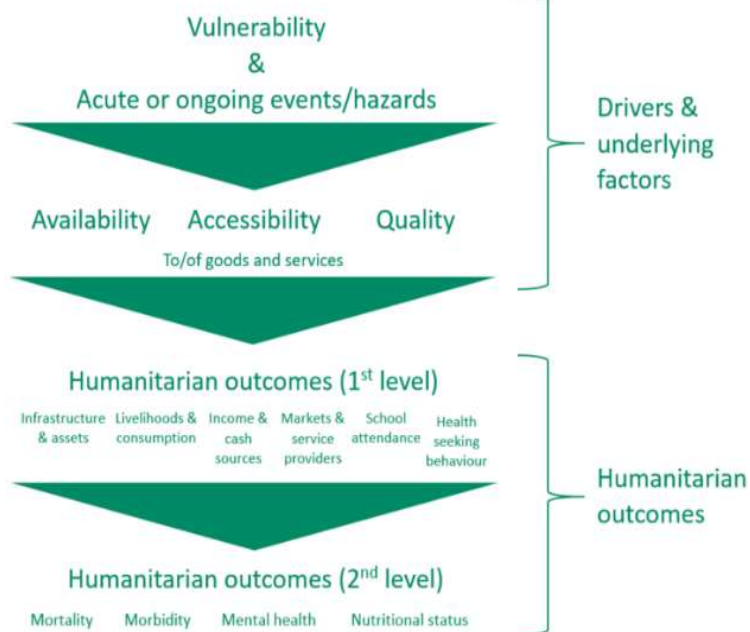 Vulnerability
&
Acute or ongoing events/hazards
Drivers &
underlying
factors
Availability Accessibility Quality
To/of goods and services
Humanitarian outcomes (1st level)
Infrastructure
& assets
Livelihoods &
consumption
Income &
cash
sources
Markets &
service
providers
School
attendance
Health
seeking
behaviour
Humanitarian
outcomes
Humanitarian outcomes (2nd level)
Mortality Morbidity Mental health Nutritional status